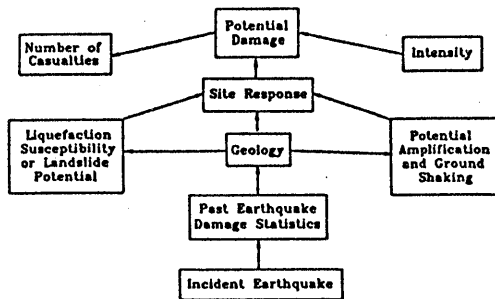 Potential
Damage
Number of
Casualties
Intensity
Site Response
Liquefaction
Susceptibility
or Landslide
Potential
Geology
Potential
Amplification
and Ground
Shaking
Past Earthquake
Damage Statistics
Incident Earthquake